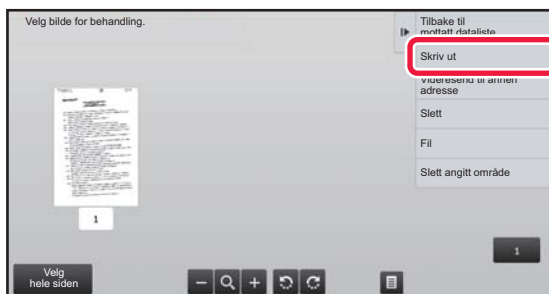 Velg bilde for behandling.
Tilbake til
mottatt dataliste
Skriv ut
Videresend til annen
adresse
Slett
Fil
Slett angitt område
1
1
Velg
hele siden